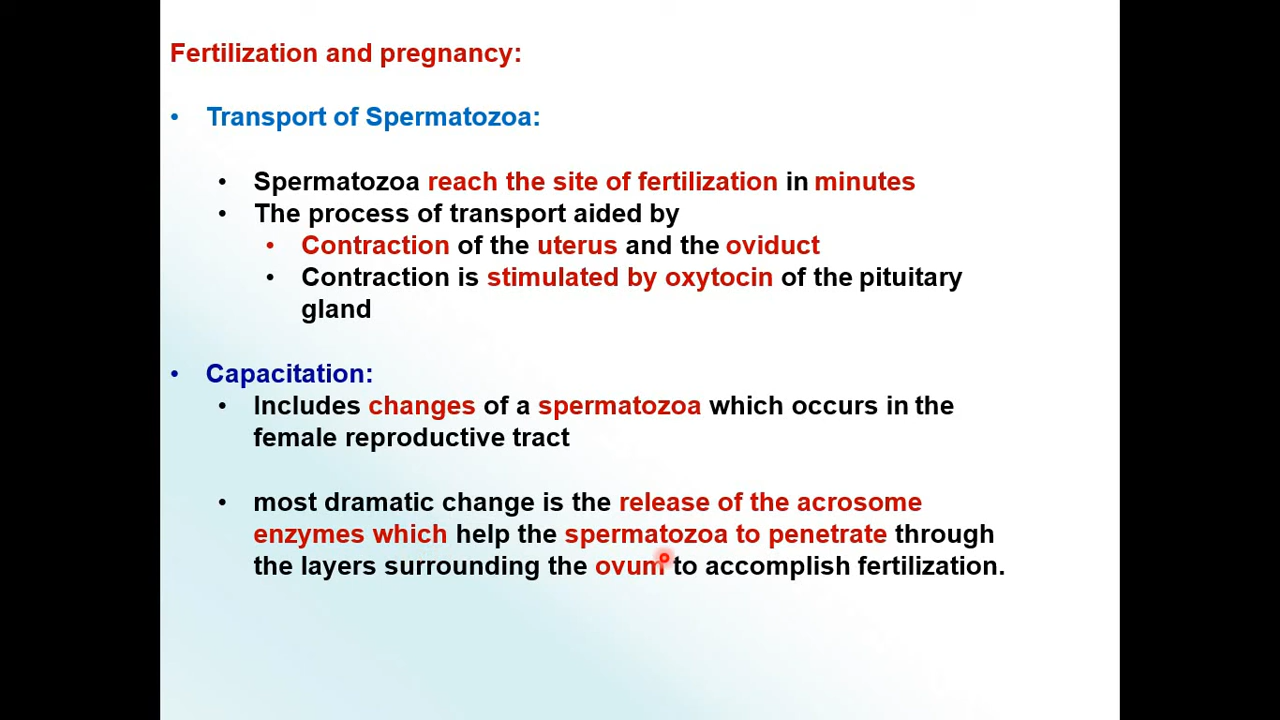 Fertilization and pregnancy:
• Transport of Spermatozoa:
• Spermatozoa reach the site of fertilization in minutes
• The process of transport aided by
• Contraction of the uterus and the oviduct
• Contraction is stimulated by oxytocin of the pituitary
gland
• Capacitation:
• Includes changes of a spermatozoa which occurs in the
female reproductive tract
• most dramatic change is the release of the acrosome
enzymes which help the spermatozoa to penetrate through
the layers surrounding the ovum to accomplish fertilization.